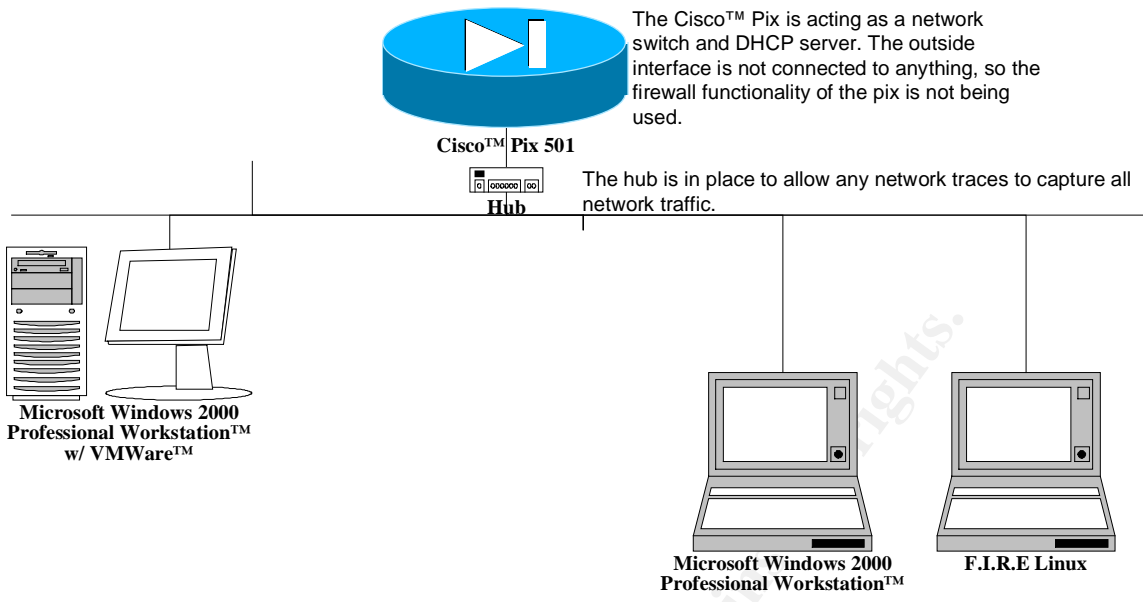 The Cisco™ Pix is acting as a network
switch and DHCP server. The outside
interface is not connected to anything, so the
firewall functionality of the pix is not being
used.
Cisco™ Pix 501
The hub is in place to allow any network traces to capture all
network traffic.
Hub
Microsoft Windows 2000
Professional Workstation™
w/ VMWare™
Microsoft Windows 2000
Professional Workstation™
F.I.R.E Linux
rights.